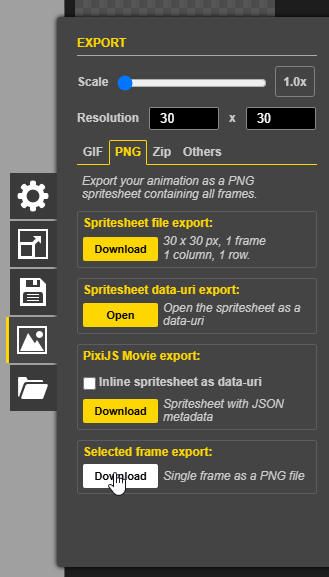 EXPORT
Scale 1.0x
Resolution 30 x 30
GIF PNG Zip Others
Export your animation as a PNG
spritesheet containing all frames.
Spritesheet file export:
Download 30 x 30 px, 1 frame
1 column, 1 row.
Spritesheet data-uri export:
Open Open the spritesheet as a
data-uri
PixiJS Movie export:
Inline spritesheet as data-uri
Download Spritesheet with JSON
metadata
Selected frame export:
Download Single frame as a PNG file